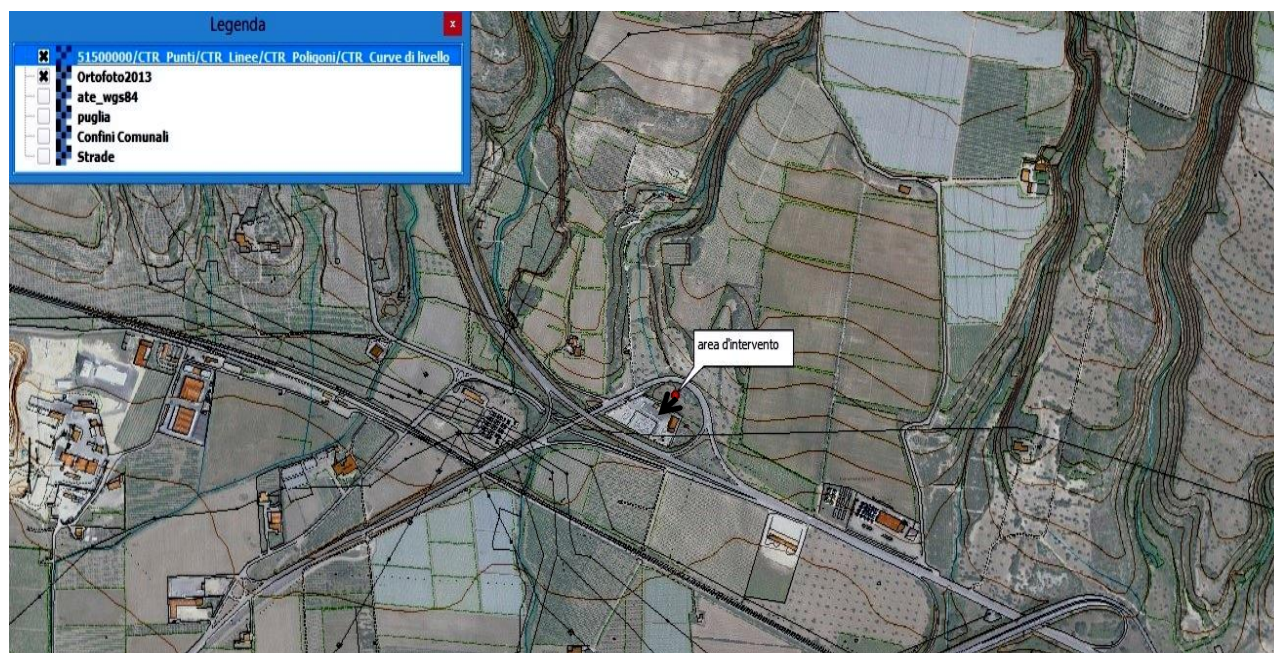 Legenda
x
51500000/CTR_Punti/CTR_Linee/CTR_Poligoni/CTR_Curve di livello
Ortofoto2013
ate_wgs84
puglia
Confini Comunali
Strade
area d'intervento